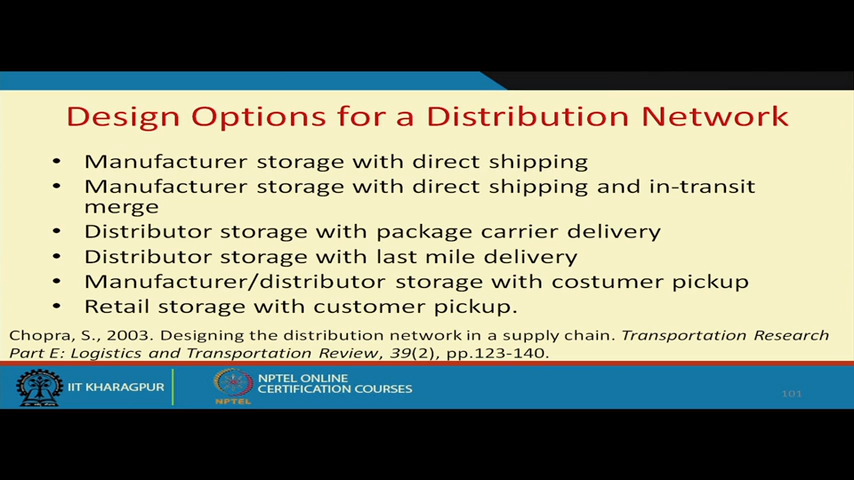 Design Options for a Distribution Network
• Manufacturer storage with direct shipping
• Manufacturer storage with direct shipping and in-transit
merge
• Distributor storage with package carrier delivery
• Distributor storage with last mile delivery
• Manufacturer/distributor storage with costumer pickup
• Retail storage with customer pickup.
Chopra, S., 2003. Designing the distribution network in a supply chain. Transportation Research
Part E: Logistics and Transportation Review, 39(2), pp.123-140.
IIT KHARAGPUR
NPTEL
NPTEL ONLINE
CERTIFICATION COURSES
101